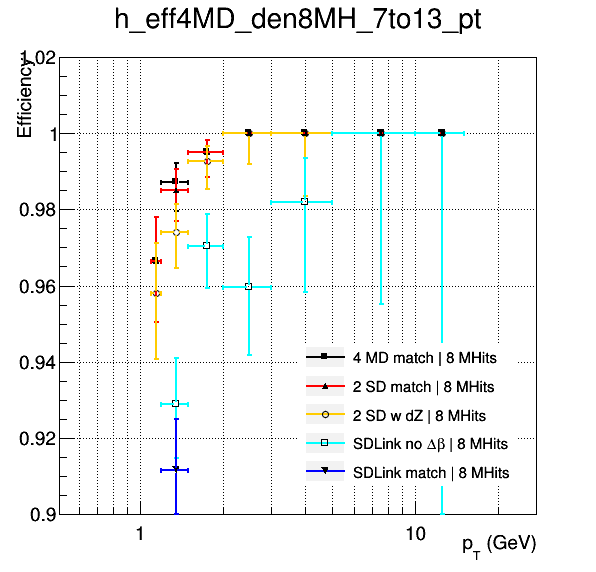 h_eff4MD_den8MH_7to13_pt
Efficiency
1.02
1
0.98
0.96
0.94
0.92
0.9
4 MD match | 8 MHits
2 SD match | 8 MHits
2 SD w dZ | 8 MHits
SDLink no Δβ | 8 MHits
SDLink match | 8 MHits
1
10
p_T (GeV)